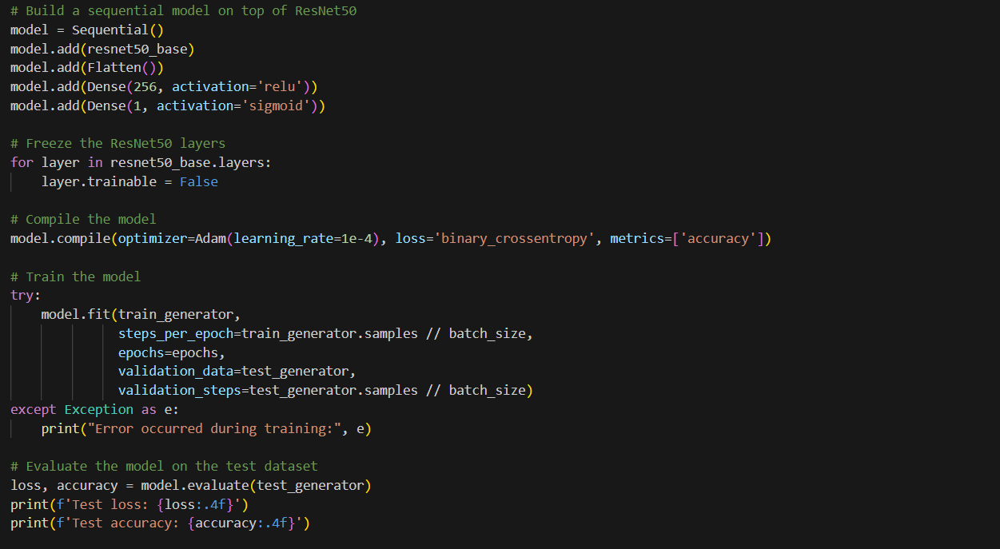 # Build a sequential model on top of ResNet50
model = Sequential()
model.add(resnet50_base)
model.add(Flatten())
model.add(Dense(256, activation='relu'))
model.add(Dense(1, activation='sigmoid'))

# Freeze the ResNet50 layers
for layer in resnet50_base.layers:
    layer.trainable = False

# Compile the model
model.compile(optimizer=Adam(learning_rate=1e-4), loss='binary_crossentropy', metrics=['accuracy'])

# Train the model
try:
    model.fit(train_generator,
              steps_per_epoch=train_generator.samples // batch_size,
              epochs=epochs,
              validation_data=test_generator,
              validation_steps=test_generator.samples // batch_size)
except Exception as e:
    print("Error occurred during training:", e)

# Evaluate the model on the test dataset
loss, accuracy = model.evaluate(test_generator)
print(f'Test loss: {loss:.4f}')
print(f'Test accuracy: {accuracy:.4f}')